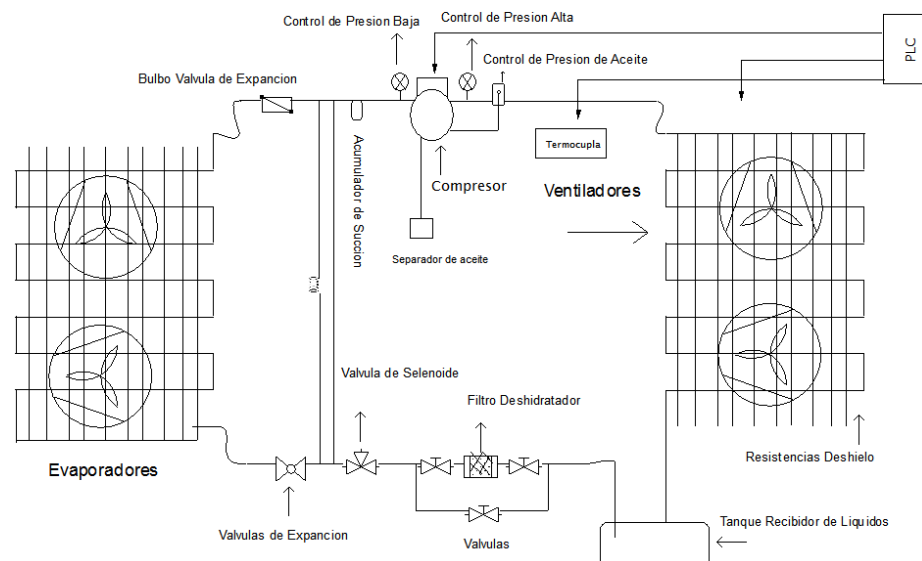 Control de Presion Baja
Control de Presion Alta
PLC
Control de Presion de Aceite
Bulbo Valvula de Expancion
Termocupla
Acumulador de Succion
Compresor
Ventiladores
Separador de aceite
Valvula de Selenoide
Filtro Deshidratador
Evaporadores
Resistencias Deshielo
Valvulas de Expancion
Valvulas
Tanque Recibidor de Liquidos